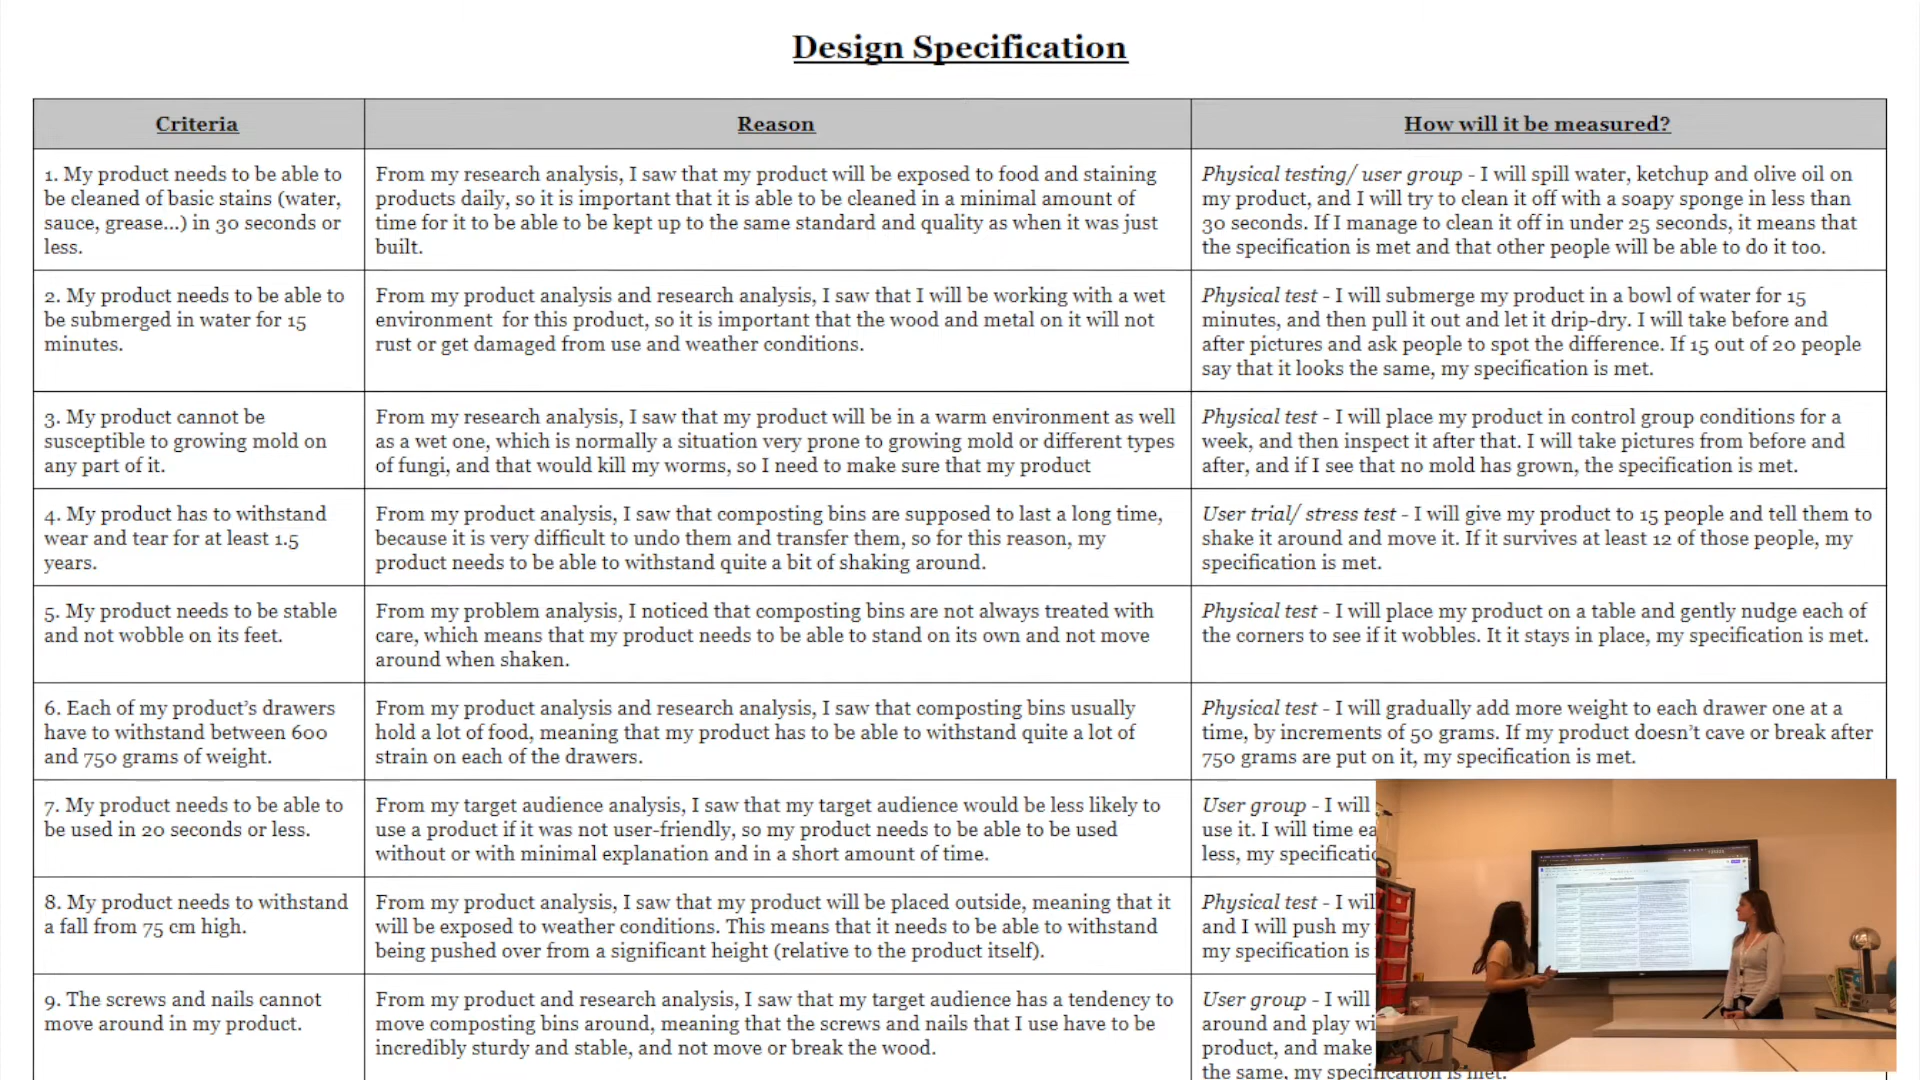 Design Specification
Criteria
Reason
How will it be measured?
1. My product needs to be able to
be cleaned of basic stains (water,
sauce, grease...) in 30 seconds or
less.
From my research analysis, I saw that my product will be exposed to food and staining
products daily, so it is important that it is able to be cleaned in a minimal amount of
time for it to be able to be kept up to the same standard and quality as when it was just
built.
Physical testing/ user group - I will spill water, ketchup and olive oil on
my product, and I will try to clean it off with a soapy sponge in less than
30 seconds. If I manage to clean it off in under 25 seconds, it means that
the specification is met and that other people will be able to do it too.
2. My product needs to be able to
be submerged in water for 15
minutes.
From my product analysis and research analysis, I saw that I will be working with a wet
environment for this product, so it is important that the wood and metal on it will not
rust or get damaged from use and weather conditions.
Physical test - I will submerge my product in a bowl of water for 15
minutes, and then pull it out and let it drip-dry. I will take before and
after pictures and ask people to spot the difference. If 15 out of 20 people
say that it looks the same, my specification is met.
3. My product cannot be
susceptible to growing mold on
any part of it.
From my research analysis, I saw that my product will be in a warm environment as well
as a wet one, which is normally a situation very prone to growing mold or different types
of fungi, and that would kill my worms, so I need to make sure that my product
Physical test - I will place my product in control group conditions for a
week, and then inspect it after that. I will take pictures from before and
after, and if I see that no mold has grown, the specification is met.
4. My product has to withstand
wear and tear for at least 1.5
years.
From my product analysis, I saw that composting bins are supposed to last a long time,
because it is very difficult to undo them and transfer them, so for this reason, my
product needs to be able to withstand quite a bit of shaking around.
User trial/ stress test - I will give my product to 15 people and tell them to
shake it around and move it. If it survives at least 12 of those people, my
specification is met.
5. My product needs to be stable
and not wobble on its feet.
From my problem analysis, I noticed that composting bins are not always treated with
care, which means that my product needs to be able to stand on its own and not move
around when shaken.
Physical test - I will place my product on a table and gently nudge each of
the corners to see if it wobbles. It it stays in place, my specification is met.
6. Each of my product's drawers
have to withstand between 600
and 750 grams of weight.
From my product analysis and research analysis, I saw that composting bins usually
hold a lot of food, meaning that my product has to be able to withstand quite a lot of
strain on each of the drawers.
Physical test - I will gradually add more weight to each drawer one at a
time, by increments of 50 grams. If my product doesn't cave or break after
750 grams are put on it, my specification is met.
7. My product needs to be able to
be used in 20 seconds or less.
From my target audience analysis, I saw that my target audience would be less likely to
use a product if it was not user-friendly, so my product needs to be able to be used
without or with minimal explanation and in a short amount of time.
User group - I will
use it. I will time ea
less, my specificatio
8. My product needs to withstand
a fall from 75 cm high.
From my product analysis, I saw that my product will be placed outside, meaning that it
will be exposed to weather conditions. This means that it needs to be able to withstand
being pushed over from a significant height (relative to the product itself).
Physical test - I wil
and I will push my
my specification is
9. The screws and nails cannot
move around in my product.
From my product and research analysis, I saw that my target audience has a tendency to
move composting bins around, meaning that the screws and nails that I use have to be
incredibly sturdy and stable, and not move or break the wood.
User group - I will
around and play wi
product, and make
the same, my specification is met.